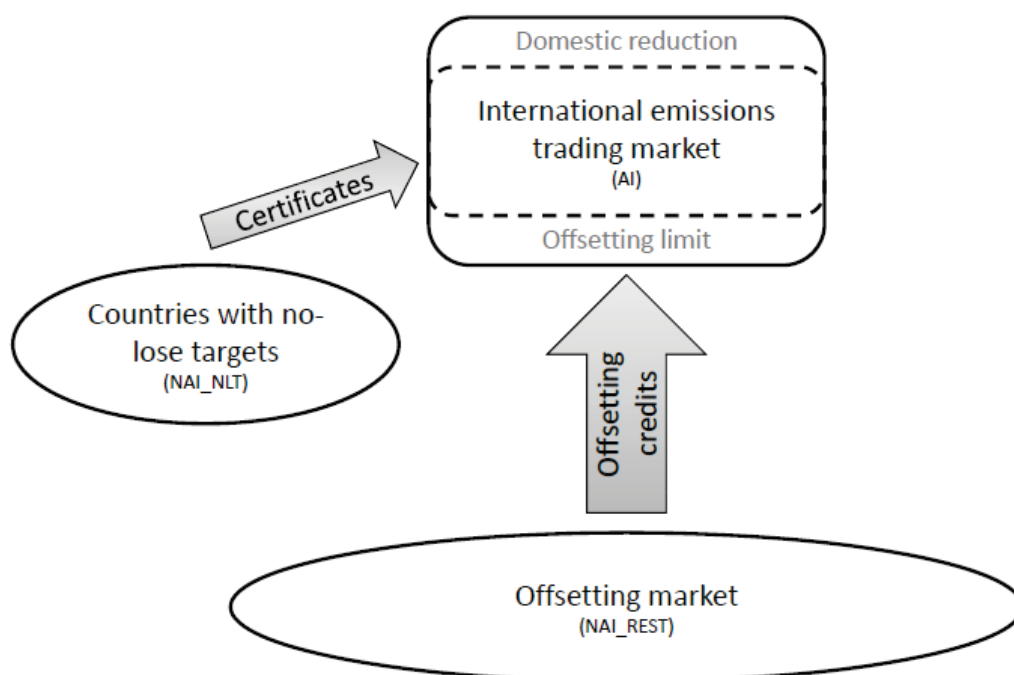 Domestic reduction
International emissions
trading market
(AI)
Offsetting limit
Certificates
Countries with no-
lose targets
(NAI_NLT)
Offsetting
credits
Offsetting market
(NAI_REST)